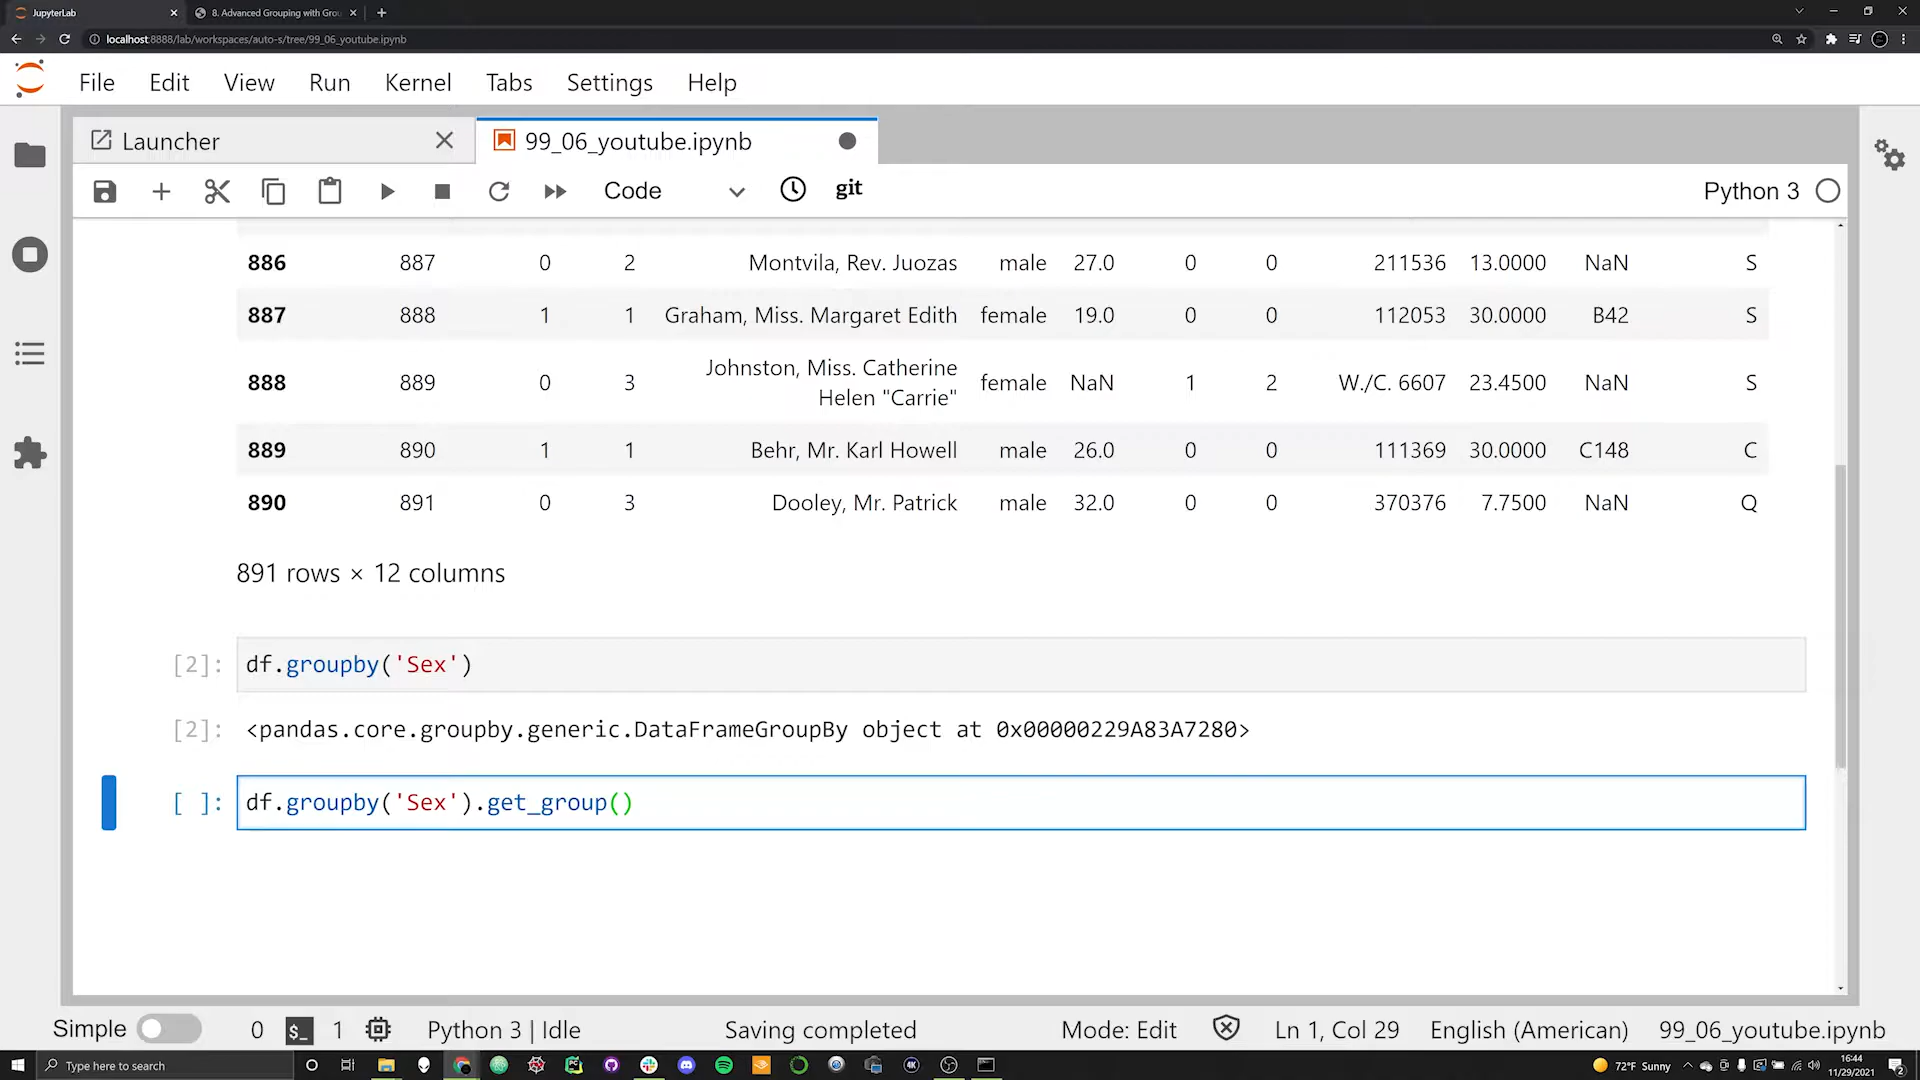 JupyterLab
8. Advanced Grouping with Gro
localhost:8888/lab/workspaces/auto-s/tree/99_06_youtube.ipynb
File Edit View Run Kernel Tabs Settings Help
Launcher
99_06_youtube.ipynb
Code
git
Python 3
886 887 0 2 Montvila, Rev. Juozas male 27.0 0 0 211536 13.0000 NaN S
887 888 1 1 Graham, Miss. Margaret Edith female 19.0 0 0 112053 30.0000 B42 S
888 889 0 3 Johnston, Miss. Catherine Helen "Carrie" female NaN 1 2 W./C. 6607 23.4500 NaN S
889 890 1 1 Behr, Mr. Karl Howell male 26.0 0 0 111369 30.0000 C148 C
890 891 0 3 Dooley, Mr. Patrick male 32.0 0 0 370376 7.7500 NaN Q
891 rows × 12 columns
[2]: df.groupby('Sex')
[2]: <pandas.core.groupby.generic.DataFrameGroupBy object at 0x00000229A83A7280>
[ ]: df.groupby('Sex').get_group()
Simple 0 $_ 1 Python 3 | Idle Saving completed Mode: Edit Ln 1, Col 29 English (American) 99_06_youtube.ipynb
Type here to search
72°F Sunny
16:44
11/29/2021
2